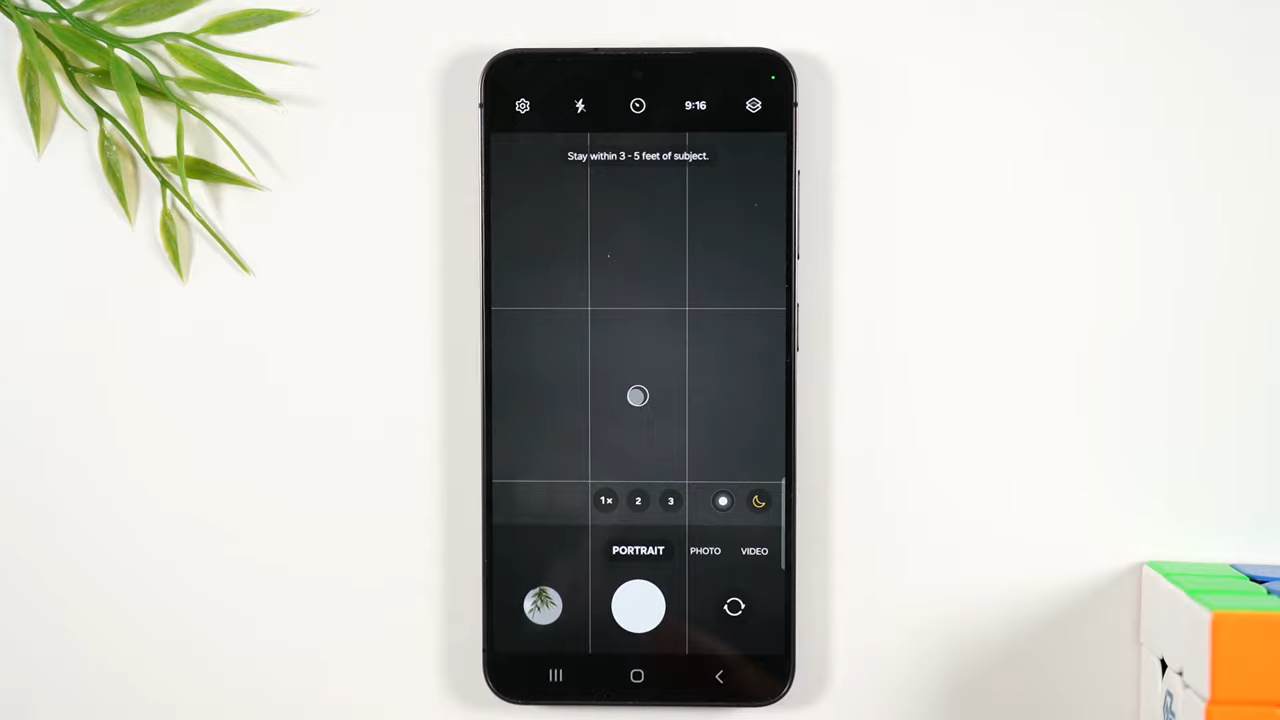 9:16
Stay within 3 - 5 feet of subject.
1× 2 3
PORTRAIT PHOTO VIDEO